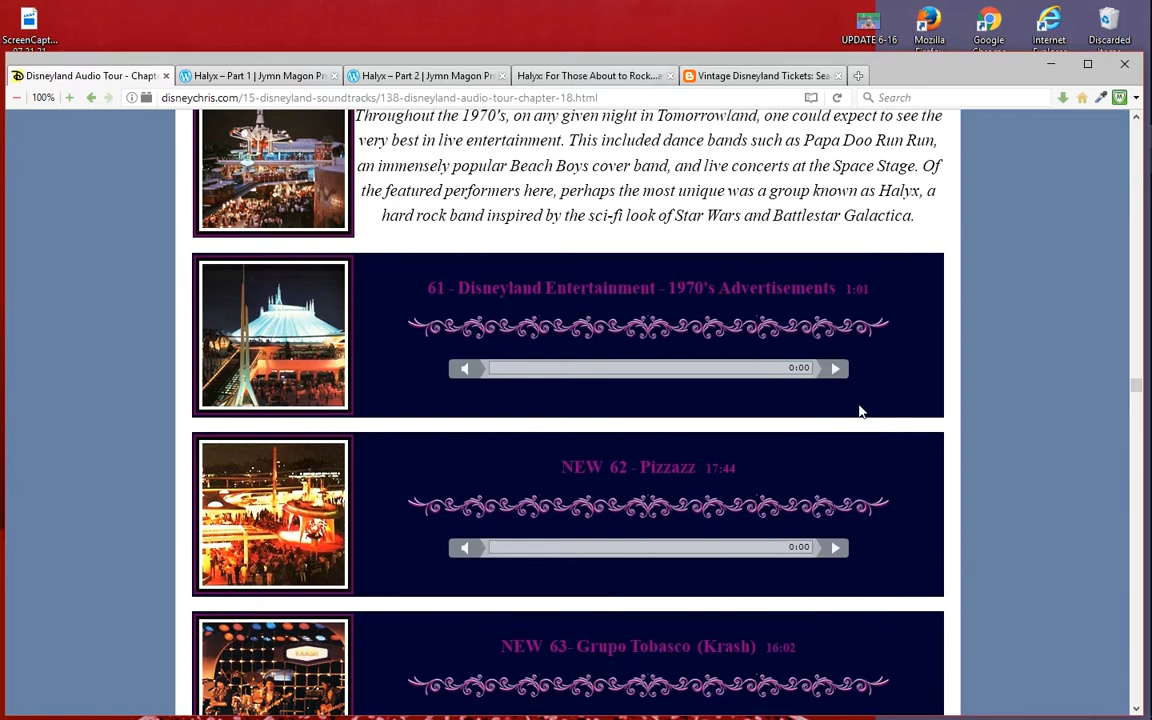 ScreenCapt...
UPDATE 6-16
Mozilla
Google
Internet
Discarded
Disneyland Audio Tour - Chapt
Halyx – Part 1 | Jymn Magon Pr
Halyx – Part 2 | Jymn Magon Pr
Halyx: For Those About to Rock...
Vintage Disneyland Tickets: Sea
100%
disneychris.com/15-disneyland-soundtracks/138-disneyland-audio-tour-chapter-18.html
Search
Throughout the 1970's, on any given night in Tomorrowland, one could expect to see the
very best in live entertainment. This included dance bands such as Papa Doo Run Run,
an immensely popular Beach Boys cover band, and live concerts at the Space Stage. Of
the featured performers here, perhaps the most unique was a group known as Halyx, a
hard rock band inspired by the sci-fi look of Star Wars and Battlestar Galactica.
61 - Disneyland Entertainment - 1970's Advertisements 1:01
0:00
NEW 62 - Pizzazz 17:44
0:00
NEW 63- Grupo Tobasco (Krash) 16:02